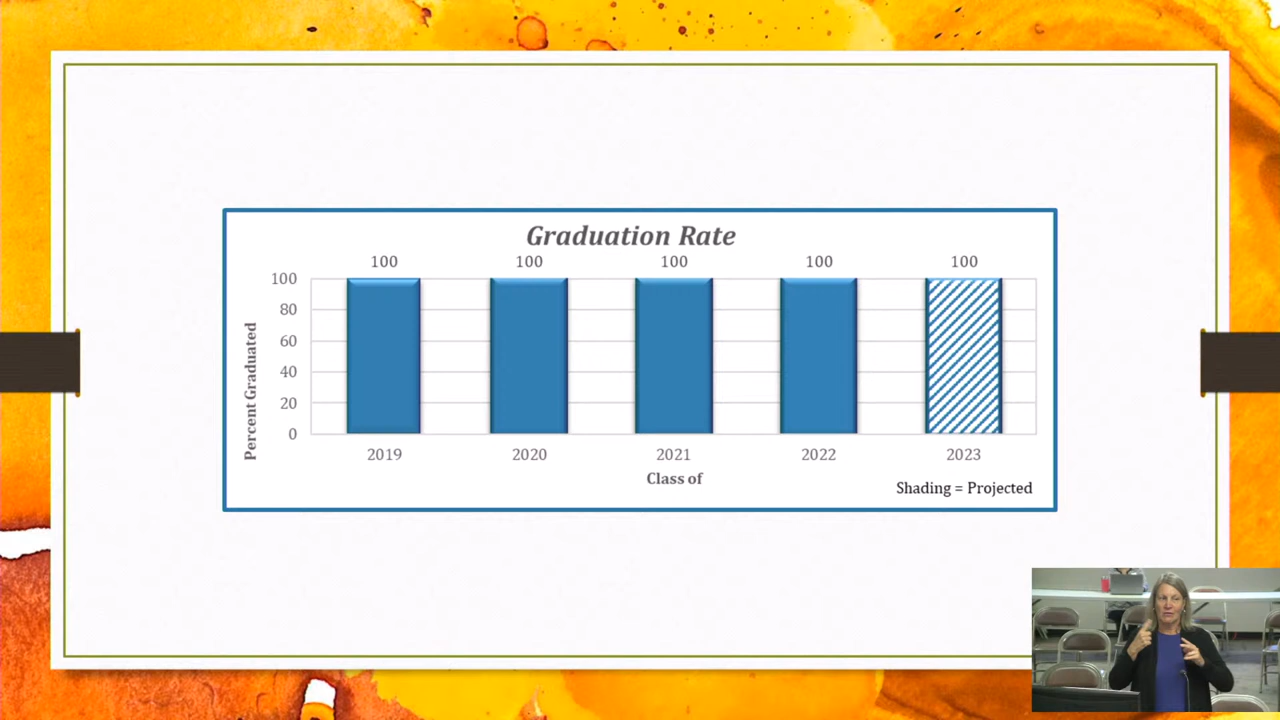 Graduation Rate
100 100 100 100 100
100
80
60
40
20
0
Percent Graduated
2019 2020 2021 2022 2023
Class of
Shading = Projected